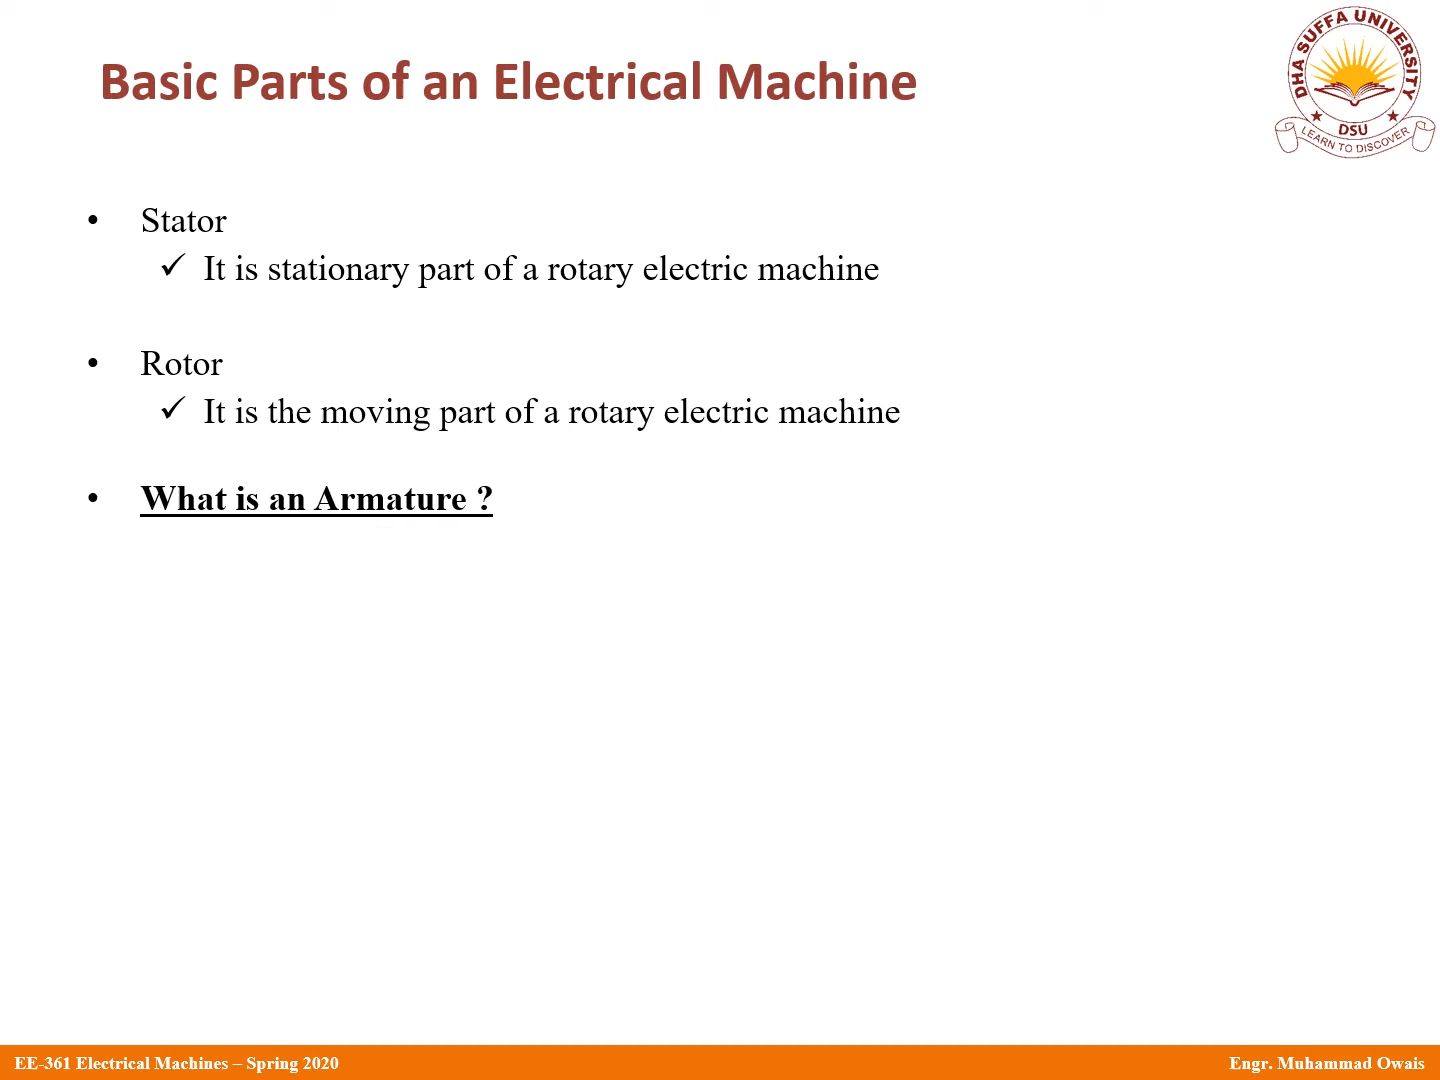 Basic Parts of an Electrical Machine
DHA SUFFA UNIVERSITY
DSU
LEARN TO DISCOVER
• Stator
✓ It is stationary part of a rotary electric machine
• Rotor
✓ It is the moving part of a rotary electric machine
• What is an Armature ?
EE-361 Electrical Machines – Spring 2020
Engr. Muhammad Owais